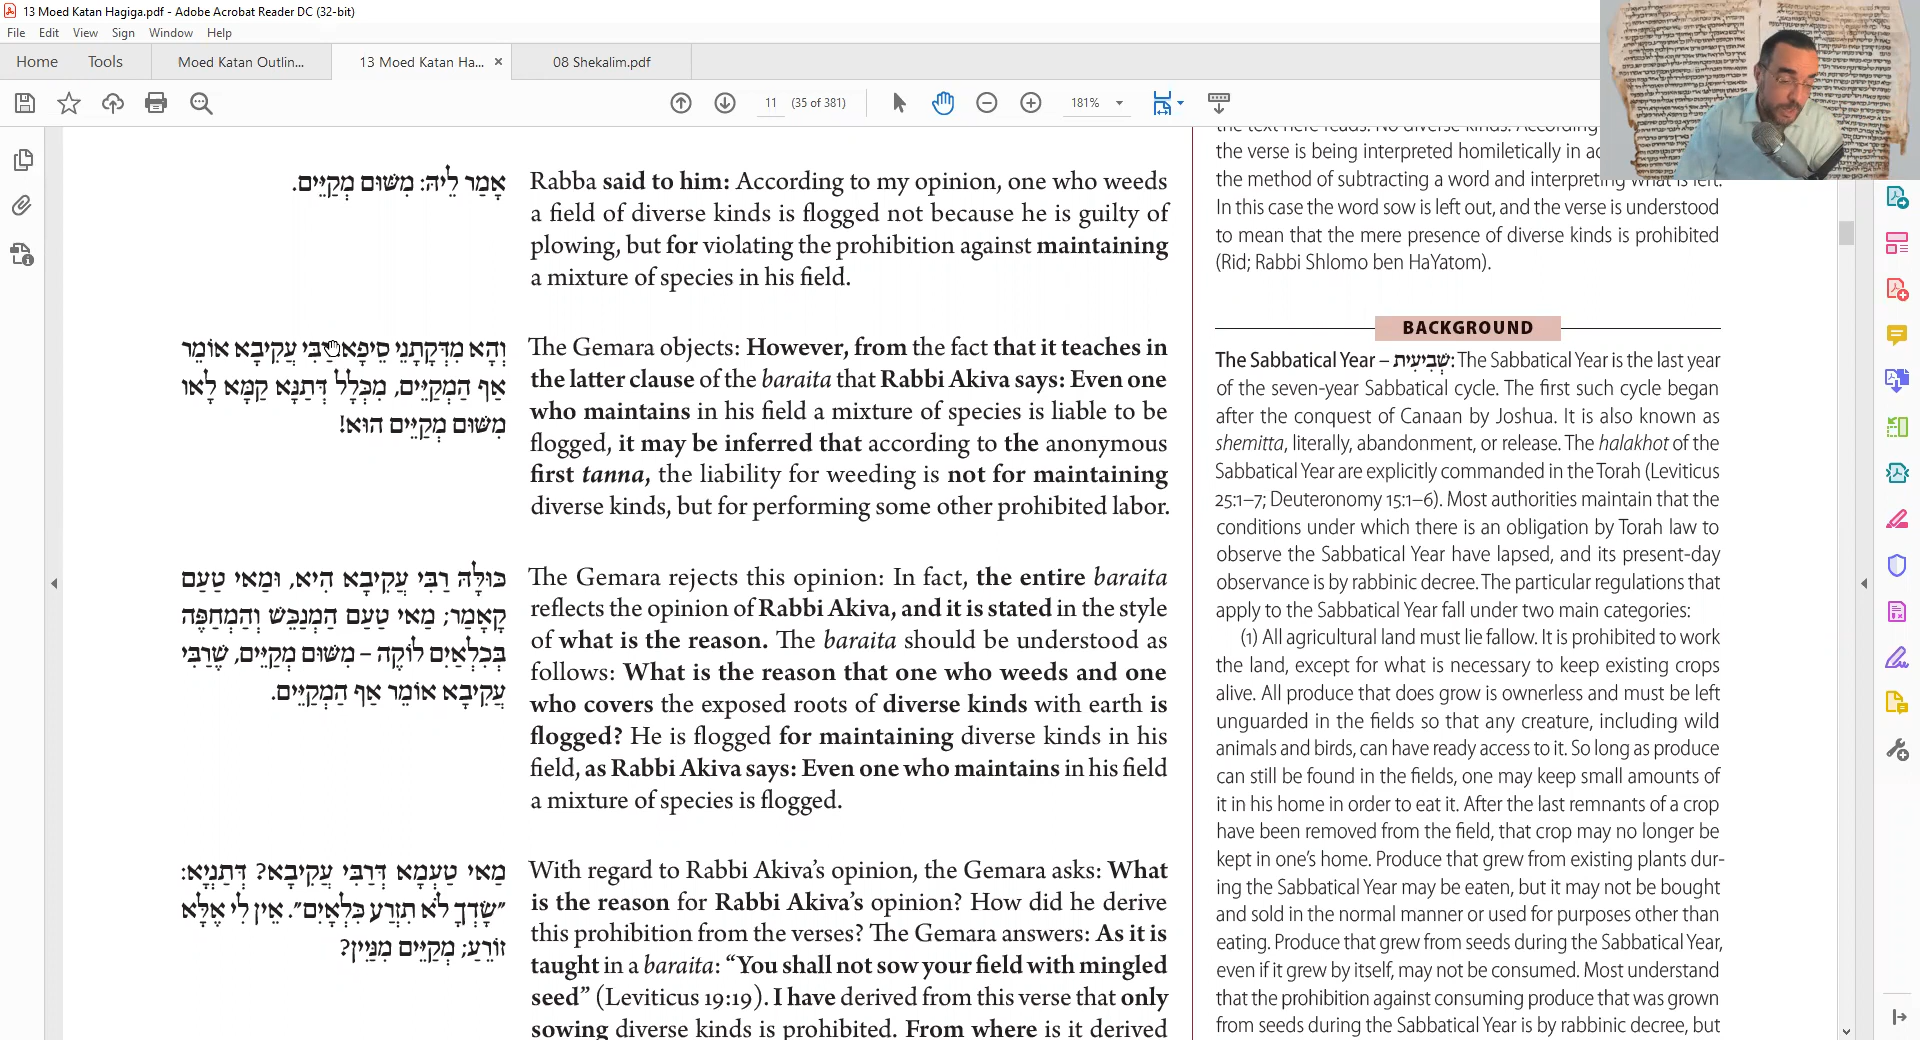 13 Moed Katan Hagiga.pdf - Adobe Acrobat Reader DC (32-bit)
File Edit View Sign Window Help
Home Tools Moed Katan Outlin... 13 Moed Katan Ha... × 08 Shekalim.pdf
11 (35 of 381) 181%
אָמַר לֵיהּ: מִשּׁוּם מְקַיֵּים.
Rabba said to him: According to my opinion, one who weeds
a field of diverse kinds is flogged not because he is guilty of
plowing, but for violating the prohibition against maintaining
a mixture of species in his field.
וְהָא מִדְּקָתָנֵי סֵיפָא רַבִּי עֲקִיבָא אוֹמֵר
אַף הַמְקַיֵּים, מִכְּלָל דְּתַנָּא קַמָּא לָאו
מִשּׁוּם מְקַיֵּים הוּא!
The Gemara objects: However, from the fact that it teaches in
the latter clause of the baraita that Rabbi Akiva says: Even one
who maintains in his field a mixture of species is liable to be
flogged, it may be inferred that according to the anonymous
first tanna, the liability for weeding is not for maintaining
diverse kinds, but for performing some other prohibited labor.
כּוּלָּהּ רַבִּי עֲקִיבָא הִיא, וּמַאי טַעַם
קָאָמַר; מַאי טַעַם הַמְנַכֵּשׁ וְהַמְחַפֶּה
בְּכִלְאַיִם לוֹקֶה – מִשּׁוּם מְקַיֵּים, שֶׁרַבִּי
עֲקִיבָא אוֹמֵר אַף הַמְקַיֵּים.
The Gemara rejects this opinion: In fact, the entire baraita
reflects the opinion of Rabbi Akiva, and it is stated in the style
of what is the reason. The baraita should be understood as
follows: What is the reason that one who weeds and one
who covers the exposed roots of diverse kinds with earth is
flogged? He is flogged for maintaining diverse kinds in his
field, as Rabbi Akiva says: Even one who maintains in his field
a mixture of species is flogged.
מַאי טַעְמָא דְּרַבִּי עֲקִיבָא? דְּתַנְיָא:
״שָׂדְךָ לֹא תִזְרַע כִּלְאָיִם״. אֵין לִי אֶלָּא
זוֹרֵעַ; מְקַיֵּים מִנַּיִין?
With regard to Rabbi Akiva's opinion, the Gemara asks: What
is the reason for Rabbi Akiva's opinion? How did he derive
this prohibition from the verses? The Gemara answers: As it is
taught in a baraita: "You shall not sow your field with mingled
seed" (Leviticus 19:19). I have derived from this verse that only
sowing diverse kinds is prohibited. From where is it derived
the text here reads: No diverse kinds. According
the verse is being interpreted homiletically in
the method of subtracting a word and interpreting what is left.
In this case the word sow is left out, and the verse is understood
to mean that the mere presence of diverse kinds is prohibited
(Rid; Rabbi Shlomo ben HaYatom).
BACKGROUND
The Sabbatical Year – שְׁבִיעִית: The Sabbatical Year is the last year
of the seven-year Sabbatical cycle. The first such cycle began
after the conquest of Canaan by Joshua. It is also known as
shemitta, literally, abandonment, or release. The halakhot of the
Sabbatical Year are explicitly commanded in the Torah (Leviticus
25:1–7; Deuteronomy 15:1–6). Most authorities maintain that the
conditions under which there is an obligation by Torah law to
observe the Sabbatical Year have lapsed, and its present-day
observance is by rabbinic decree. The particular regulations that
apply to the Sabbatical Year fall under two main categories:
(1) All agricultural land must lie fallow. It is prohibited to work
the land, except for what is necessary to keep existing crops
alive. All produce that does grow is ownerless and must be left
unguarded in the fields so that any creature, including wild
animals and birds, can have ready access to it. So long as produce
can still be found in the fields, one may keep small amounts of
it in his home in order to eat it. After the last remnants of a crop
have been removed from the field, that crop may no longer be
kept in one's home. Produce that grew from existing plants dur-
ing the Sabbatical Year may be eaten, but it may not be bought
and sold in the normal manner or used for purposes other than
eating. Produce that grew from seeds during the Sabbatical Year,
even if it grew by itself, may not be consumed. Most understand
that the prohibition against consuming produce that was grown
from seeds during the Sabbatical Year is by rabbinic decree, but